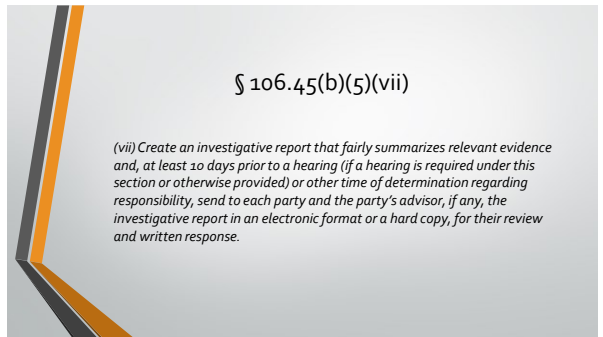 § 106.45(b)(5)(vii)
(vii) Create an investigative report that fairly summarizes relevant evidence
and, at least 10 days prior to a hearing (if a hearing is required under this
section or otherwise provided) or other time of determination regarding
responsibility, send to each party and the party's advisor, if any, the
investigative report in an electronic format or a hard copy, for their review
and written response.